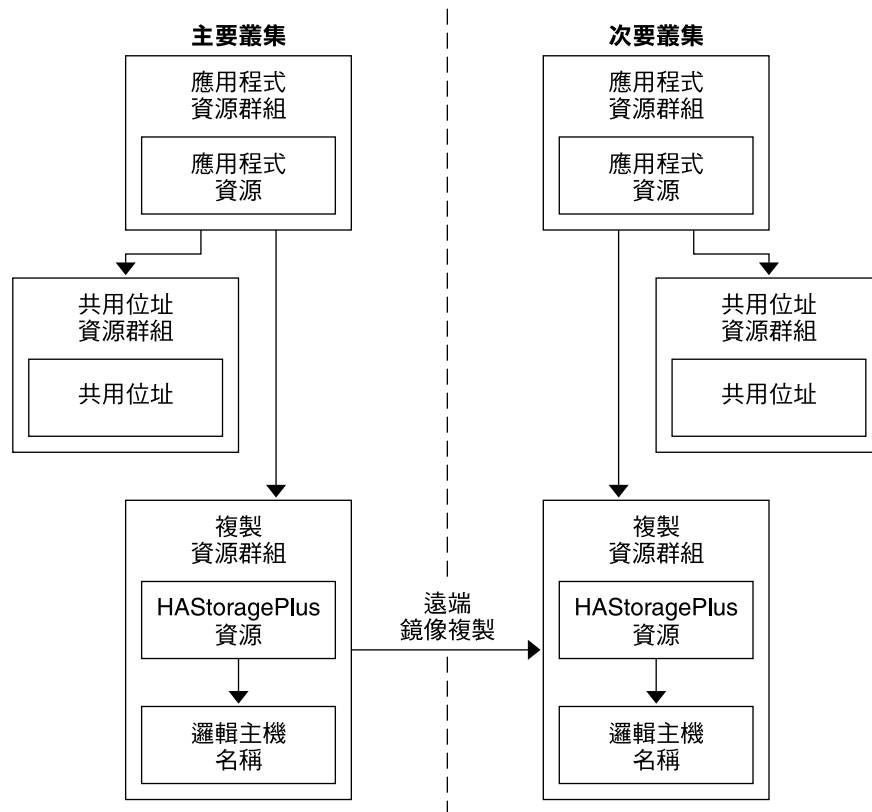 主要叢集
應用程式
資源群組
應用程式
資源
共用位址
資源群組
共用位址
複製
資源群組
HAStoragePlus
資源
邏輯主機
名稱
遠端
鏡像複製
次要叢集
應用程式
資源群組
應用程式
資源
共用位址
資源群組
共用位址
複製
資源群組
HAStoragePlus
資源
邏輯主機
名稱